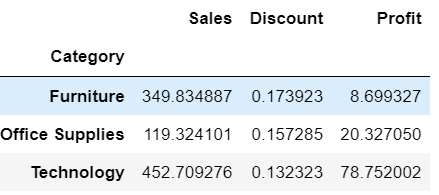 Sales Discount Profit
Category
Furniture 349.834887 0.173923 8.699327
Office Supplies 119.324101 0.157285 20.327050
Technology 452.709276 0.132323 78.752002